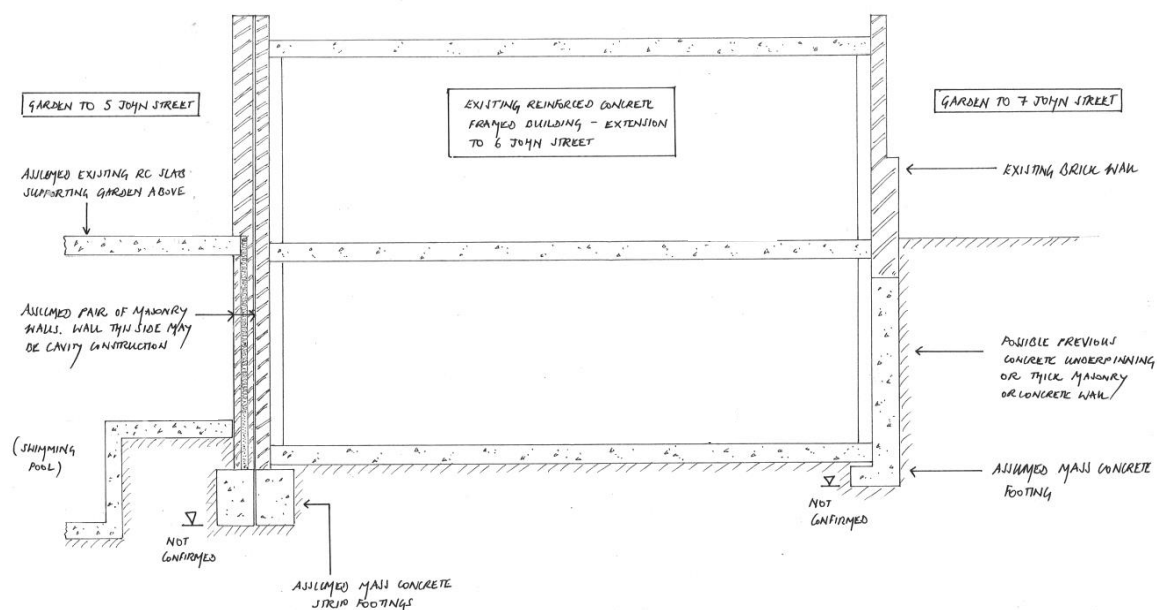 GARDEN TO 5 JOHN STREET
EXISTING REINFORCED CONCRETE
FRAMED BUILDING - EXTENSION
TO 6 JOHN STREET
GARDEN TO 7 JOHN STREET
ASSUMED EXISTING RC SLAB
SUPPORTING GARDEN ABOVE
EXISTING BRICK WALL
ASSUMED PAIR OF MASONRY
WALLS. WALL THIS SIDE MAY
BE CAVITY CONSTRUCTION
POSSIBLE PREVIOUS
CONCRETE UNDERPINNING
OR THICK MASONRY
OR CONCRETE WALL
(SWIMMING
POOL)
ASSUMED MASS CONCRETE
FOOTING
NOT
CONFIRMED
NOT
CONFIRMED
ASSUMED MASS CONCRETE
STRIP FOOTINGS